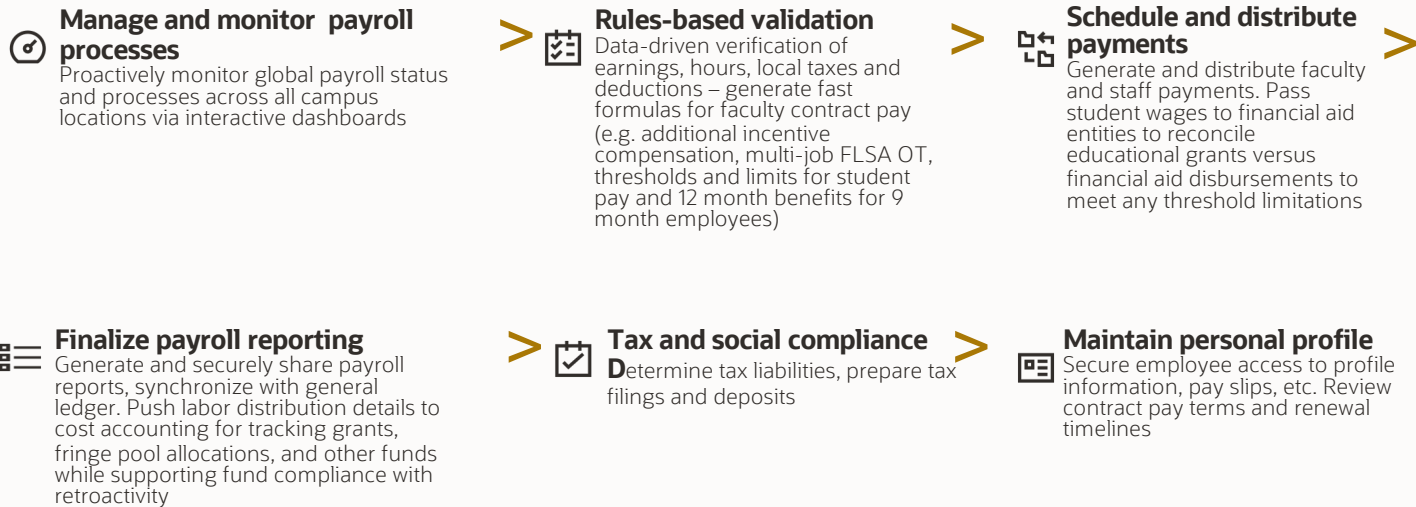 Manage and monitor  payroll
processes
Proactively monitor global payroll status
and processes across all campus
locations via interactive dashboards
>
Rules-based validation
Data-driven verification of
earnings, hours, local taxes and
deductions – generate fast
formulas for faculty contract pay
(e.g. additional incentive
compensation, multi-job FLSA OT,
thresholds and limits for student
pay and 12 month benefits for 9
month employees)
>
Schedule and distribute
payments
Generate and distribute faculty
and staff payments. Pass
student wages to financial aid
entities to reconcile
educational grants versus
financial aid disbursements to
meet any threshold limitations
>
Finalize payroll reporting
Generate and securely share payroll
reports, synchronize with general
ledger. Push labor distribution details to
cost accounting for tracking grants,
fringe pool allocations, and other funds
while supporting fund compliance with
retroactivity
>
Tax and social compliance
Determine tax liabilities, prepare tax
filings and deposits
>
Maintain personal profile
Secure employee access to profile
information, pay slips, etc. Review
contract pay terms and renewal
timelines